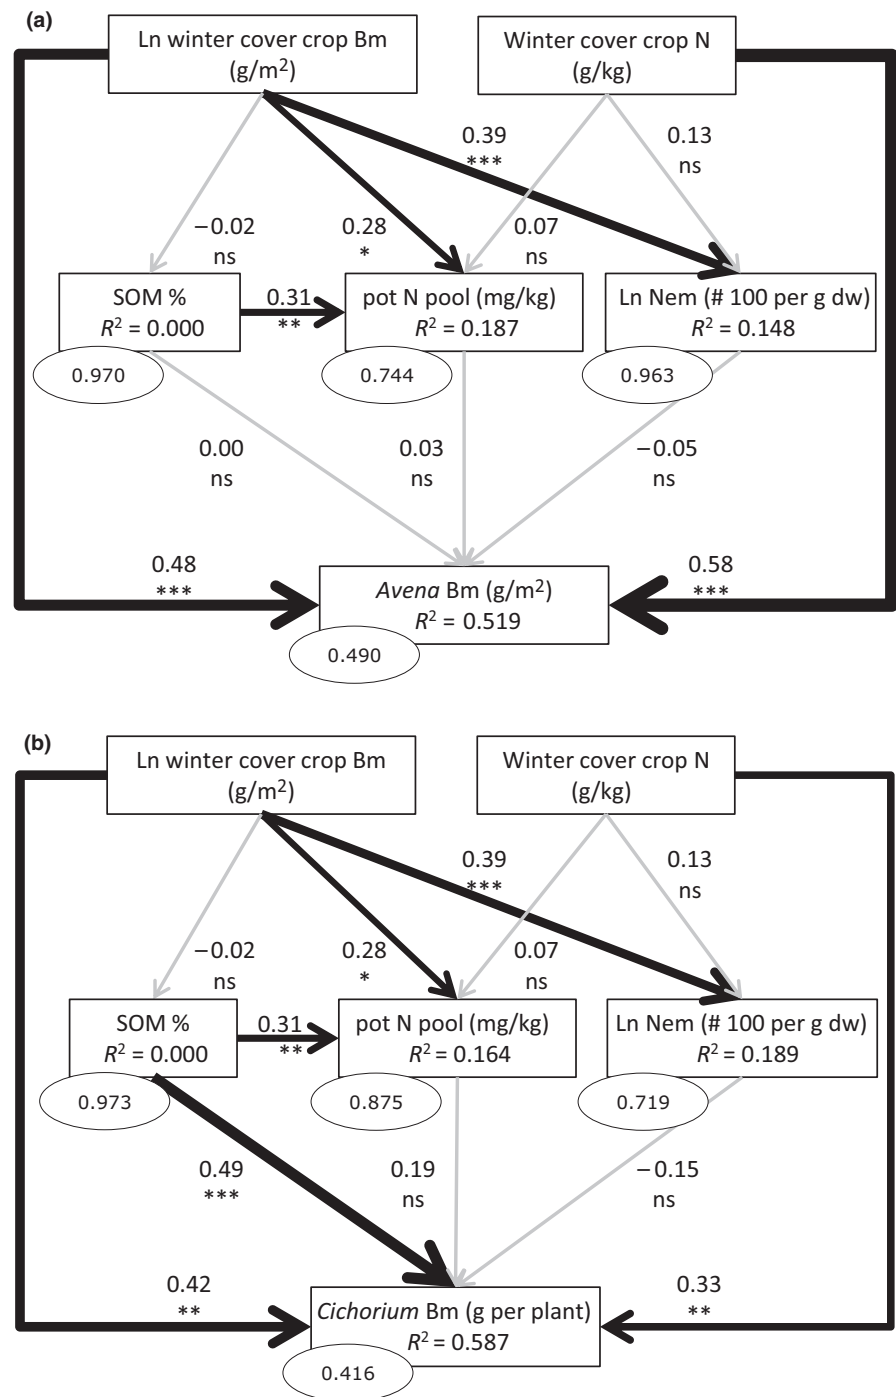 (a)
Ln winter cover crop Bm
(g/m²)
Winter cover crop N
(g/kg)
0.39
***
0.13
ns
−0.02
ns
0.28
*
0.07
ns
SOM %
R² = 0.000
0.31
**
pot N pool (mg/kg)
R² = 0.187
Ln Nem (# 100 per g dw)
R² = 0.148
0.970
0.744
0.963
0.00
ns
0.03
ns
−0.05
ns
0.48
***
0.58
***
Avena Bm (g/m²)
R² = 0.519
0.490
(b)
Ln winter cover crop Bm
(g/m²)
Winter cover crop N
(g/kg)
0.39
***
0.13
ns
−0.02
ns
0.28
*
0.07
ns
SOM %
R² = 0.000
0.31
**
pot N pool (mg/kg)
R² = 0.164
Ln Nem (# 100 per g dw)
R² = 0.189
0.973
0.875
0.719
0.49
***
0.19
ns
−0.15
ns
0.42
**
0.33
**
Cichorium Bm (g per plant)
R² = 0.587
0.416